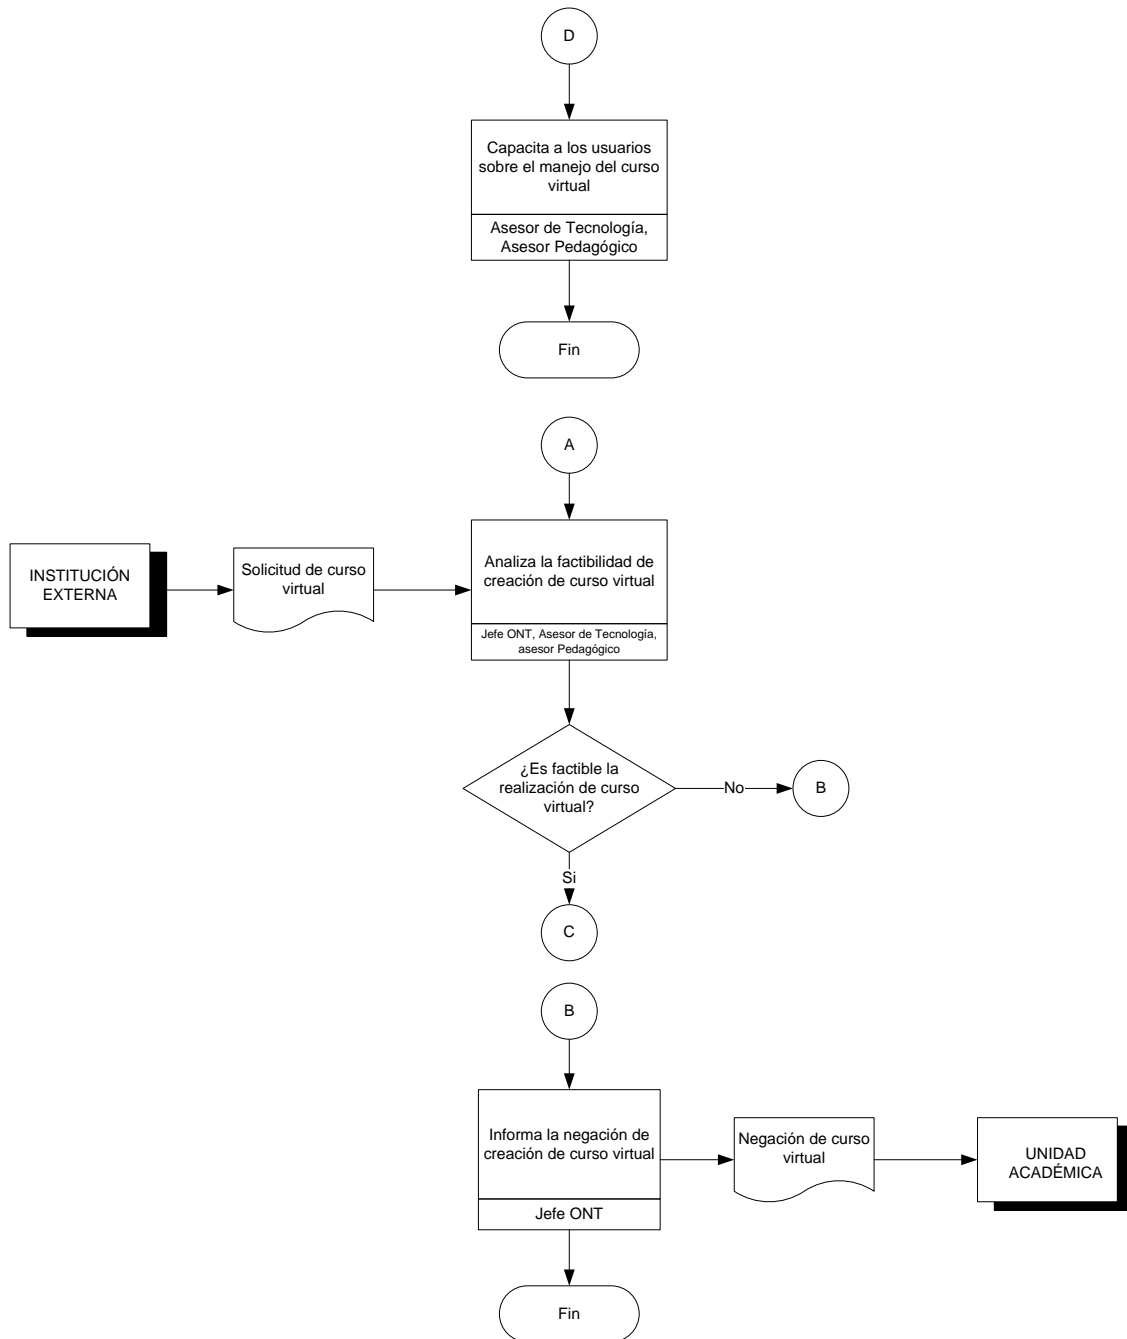 D
Capacita a los usuarios
sobre el manejo del curso
virtual
Asesor de Tecnología,
Asesor Pedagógico
Fin
A
INSTITUCIÓN
EXTERNA
Solicitud de curso
virtual
Analiza la factibilidad de
creación de curso virtual
Jefe ONT, Asesor de Tecnología,
asesor Pedagógico
¿Es factible la
realización de curso
virtual?
No
B
Si
C
B
Informa la negación de
creación de curso virtual
Jefe ONT
Negación de curso
virtual
UNIDAD
ACADÉMICA
Fin